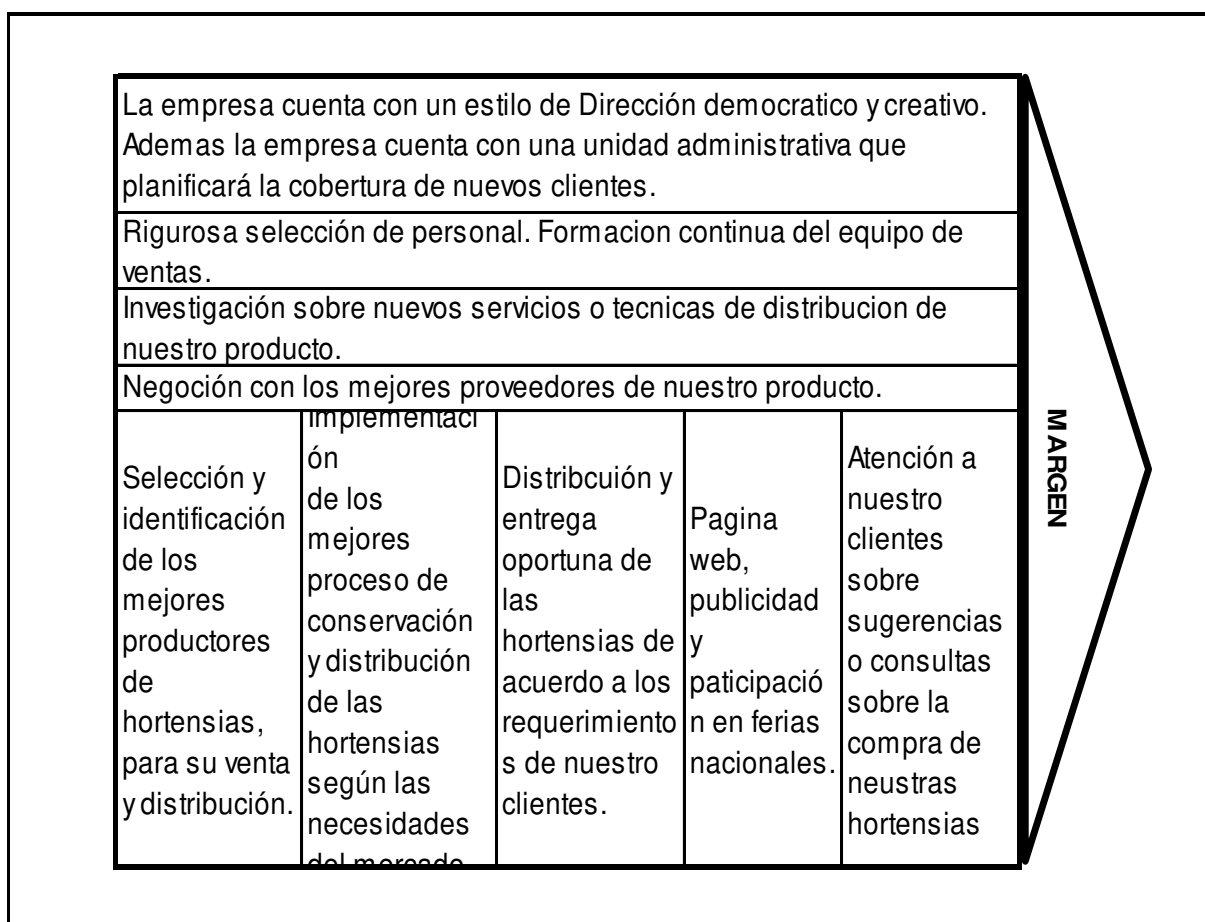 La empresa cuenta con un estilo de Dirección democratico y creativo.
Ademas la empresa cuenta con una unidad administrativa que
planificará la cobertura de nuevos clientes.
Rigurosa selección de personal. Formacion continua del equipo de
ventas.
Investigación sobre nuevos servicios o tecnicas de distribucion de
nuestro producto.
Negoción con los mejores proveedores de nuestro producto.
Selección y
identificación
de los
mejores
productores
de
hortensias,
para su venta
y distribución.
Implementaci
ón
de los
mejores
proceso de
conservación
y distribución
de las
hortensias
según las
necesidades
del mercado
Distribcuión y
entrega
oportuna de
las
hortensias de
acuerdo a los
requerimiento
s de nuestro
clientes.
Pagina
web,
publicidad
y
paticipació
n en ferias
nacionales.
Atención a
nuestro
clientes
sobre
sugerencias
o consultas
sobre la
compra de
neustras
hortensias
MARGEN